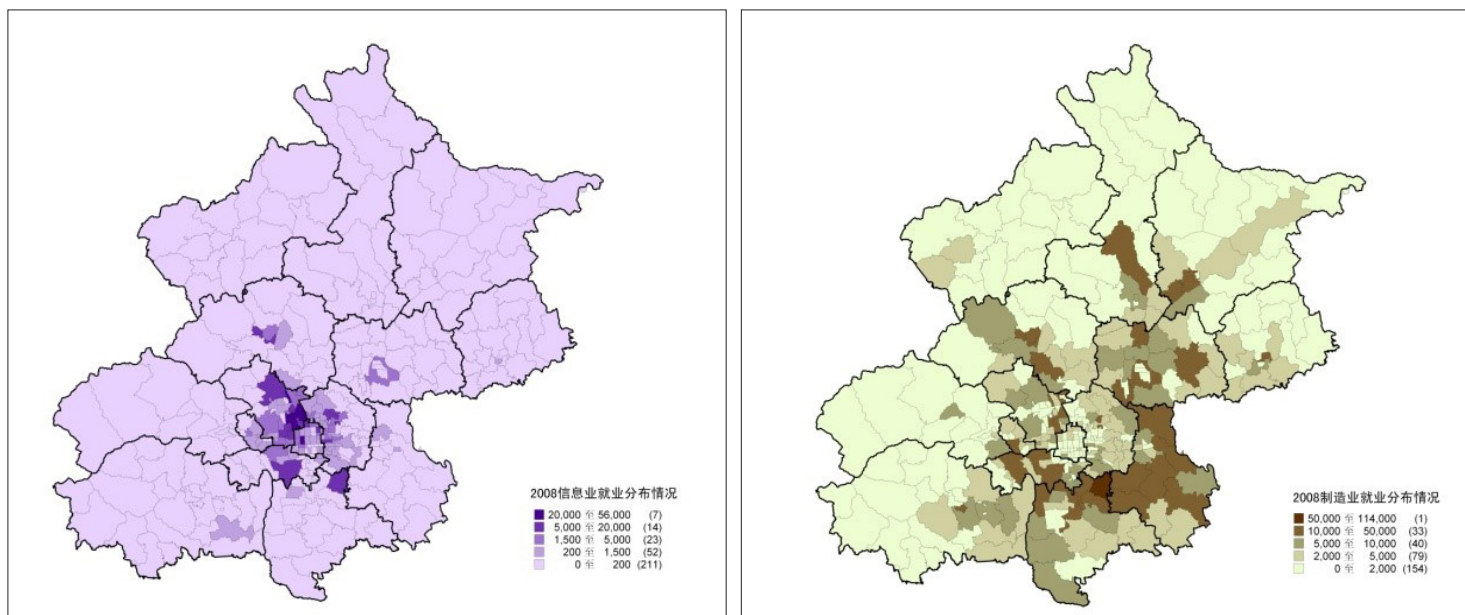 2008信息业就业分布情况
20,000 至 56,000 (7)
5,000 至 20,000 (14)
1,500 至 5,000 (23)
200 至 1,500 (52)
0 至 200 (211)
2008制造业就业分布情况
50,000 至 114,000 (1)
10,000 至 50,000 (33)
5,000 至 10,000 (40)
2,000 至 5,000 (79)
0 至 2,000 (154)